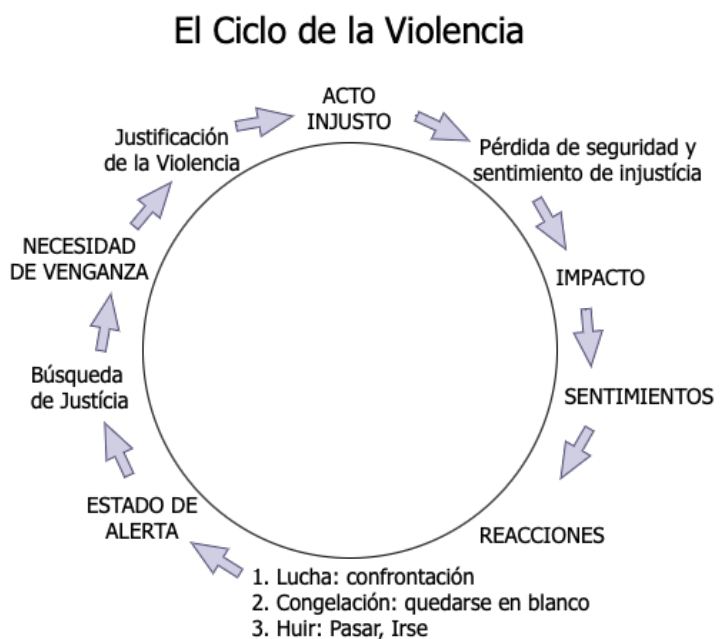 El Ciclo de la Violencia
ACTO
INJUSTO
Pérdida de seguridad y
sentimiento de injustícia
IMPACTO
SENTIMIENTOS
REACCIONES
1. Lucha: confrontación
2. Congelación: quedarse en blanco
3. Huir: Pasar, Irse
ESTADO DE
ALERTA
Búsqueda
de Justícia
NECESIDAD
DE VENGANZA
Justificación
de la Violencia